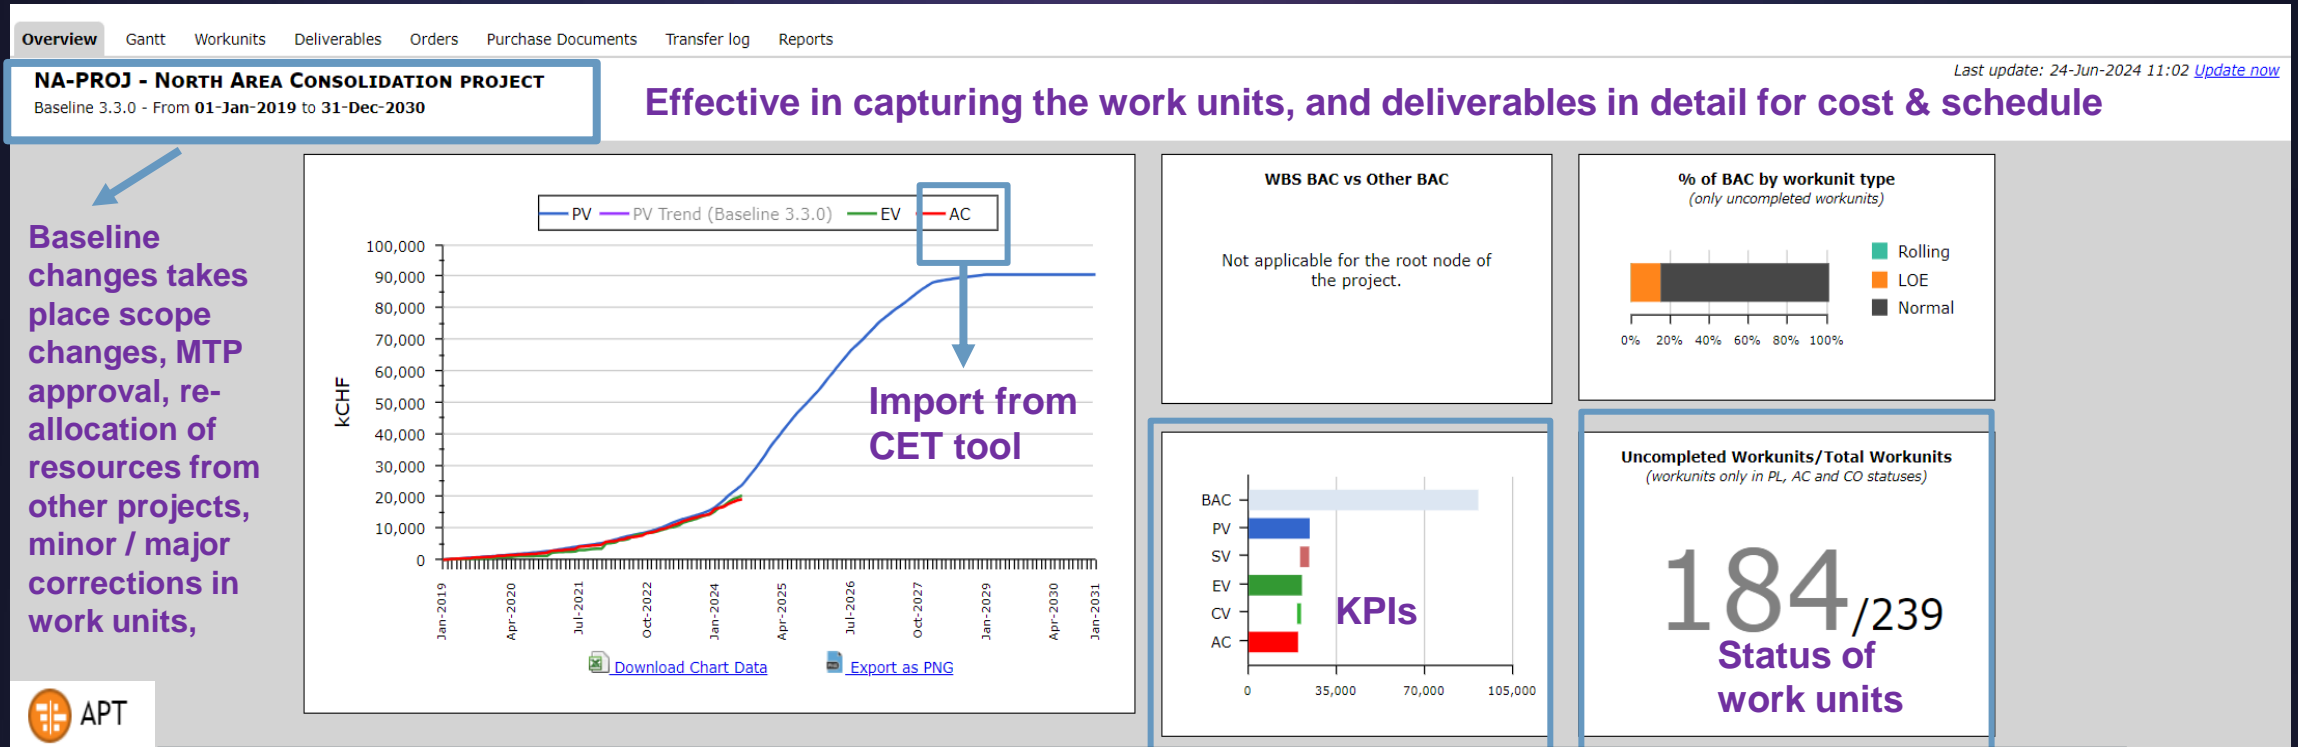 Overview Gantt Workunits Deliverables Orders Purchase Documents Transfer log Reports
NA-PROJ - North Area Consolidation project
Baseline 3.3.0 - From 01-Jan-2019 to 31-Dec-2030
Last update: 24-Jun-2024 11:02 Update now
Effective in capturing the work units, and deliverables in detail for cost & schedule
Baseline
changes takes
place scope
changes, MTP
approval, re-
allocation of
resources from
other projects,
minor / major
corrections in
work units,
PV PV Trend (Baseline 3.3.0) EV AC
kCHF
100,000
90,000
80,000
70,000
60,000
50,000
40,000
30,000
20,000
10,000
0
Jan-2019
Apr-2020
Jul-2021
Oct-2022
Jan-2024
Apr-2025
Jul-2026
Oct-2027
Jan-2029
Apr-2030
Jan-2031
Import from
CET tool
Download Chart Data
Export as PNG
WBS BAC vs Other BAC
Not applicable for the root node of
the project.
% of BAC by workunit type
(only uncompleted workunits)
Rolling
LOE
Normal
0% 20% 40% 60% 80% 100%
BAC
PV
SV
EV
CV
AC
0 35,000 70,000 105,000
KPIs
Uncompleted Workunits/Total Workunits
(workunits only in PL, AC and CO statuses)
184/239
Status of
work units
APT